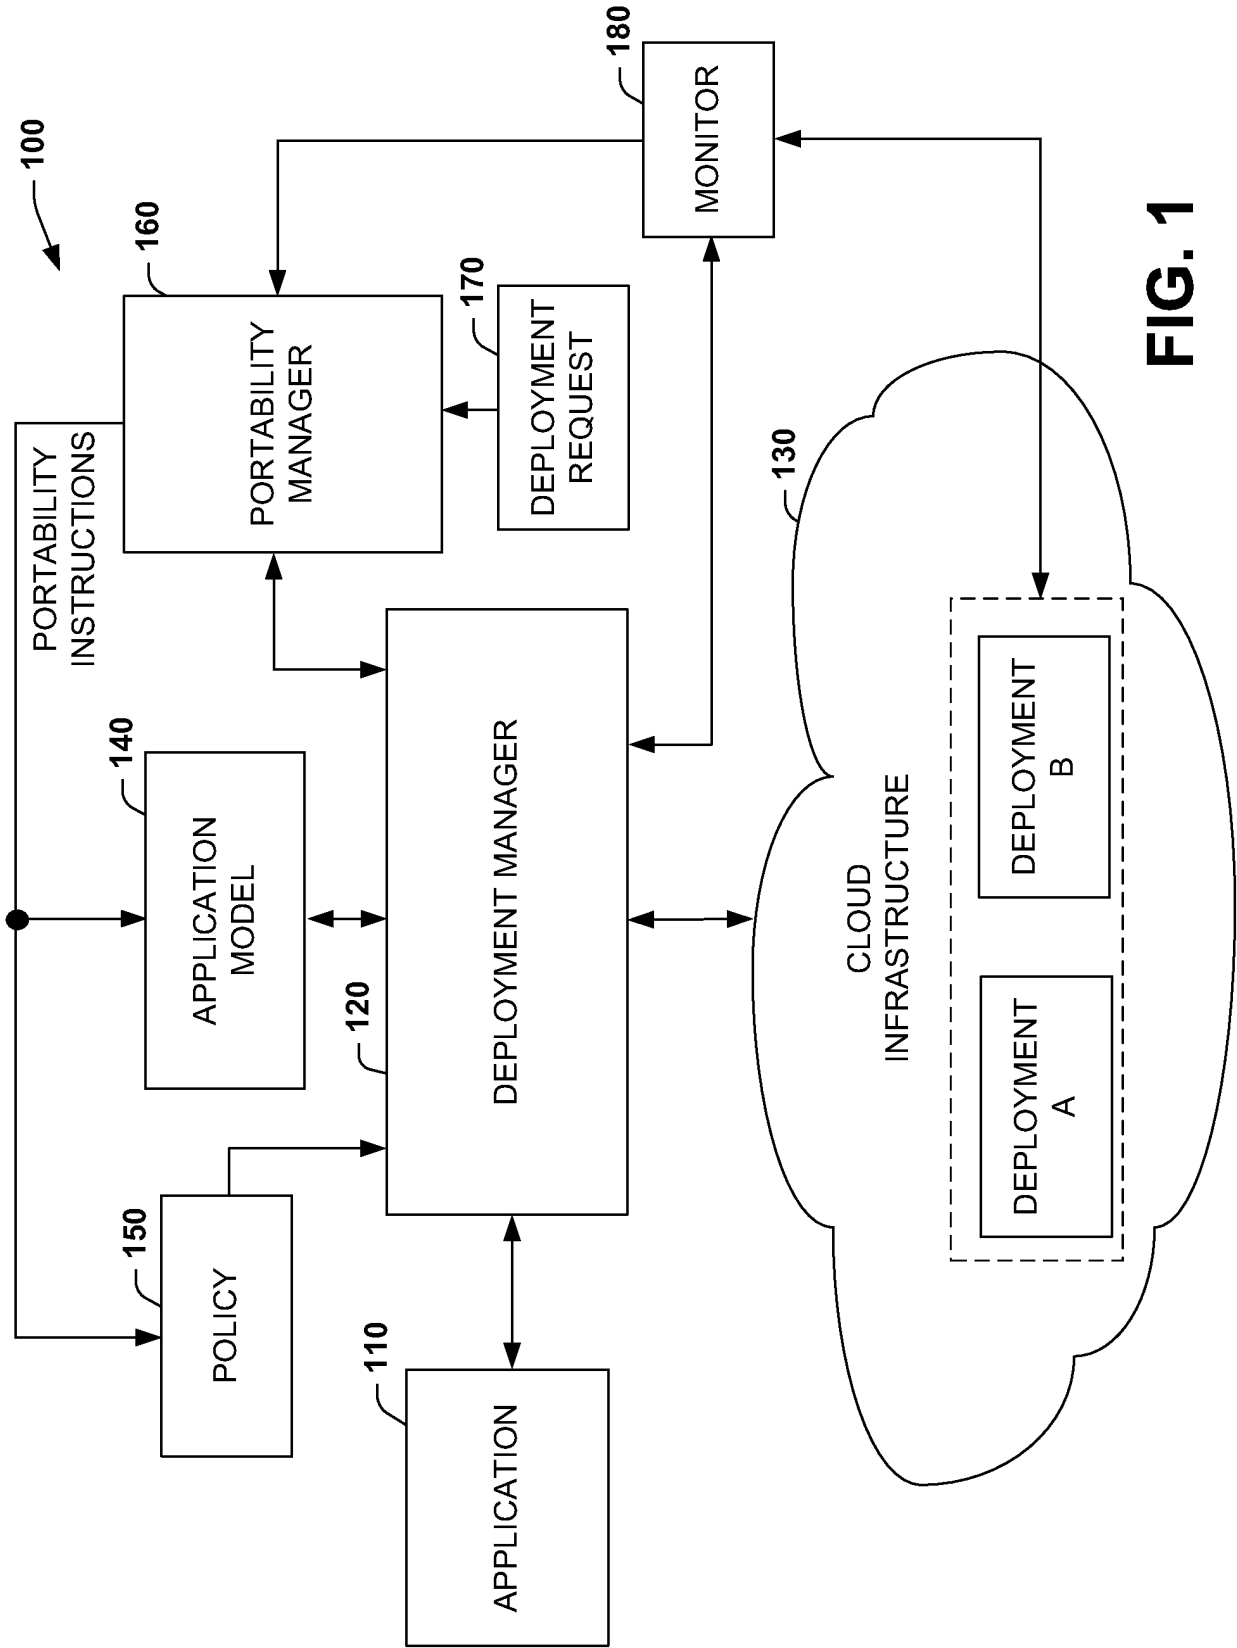 100
PORTABILITY
INSTRUCTIONS
160
PORTABILITY
MANAGER
140
APPLICATION
MODEL
150
POLICY
170
DEPLOYMENT
REQUEST
180
MONITOR
120
DEPLOYMENT MANAGER
110
APPLICATION
130
CLOUD
INFRASTRUCTURE
DEPLOYMENT
A
DEPLOYMENT
B
FIG. 1